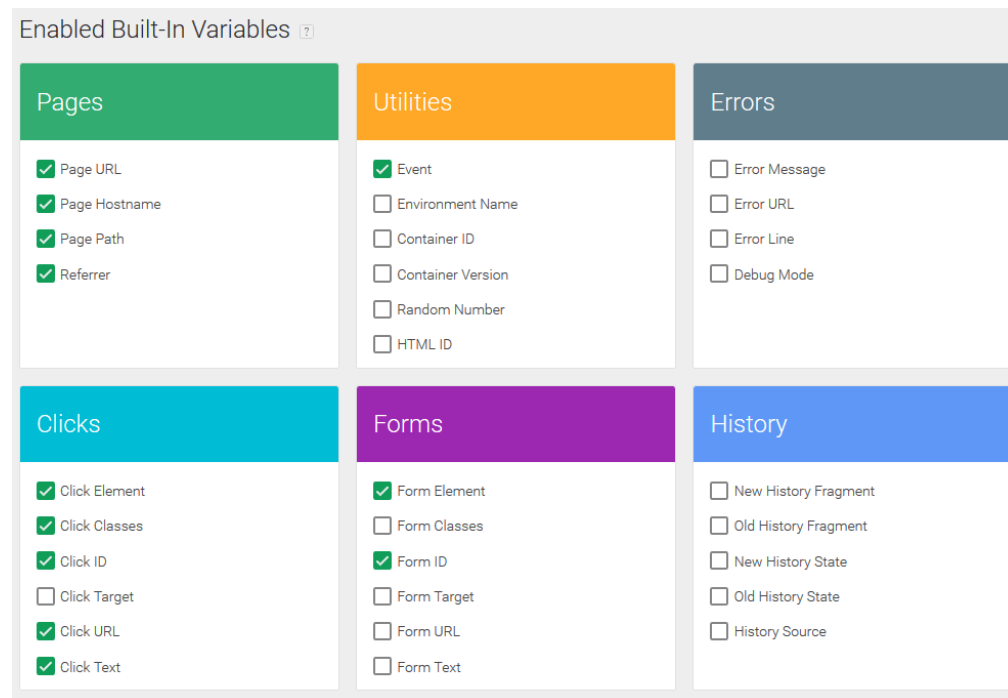 Enabled Built-In Variables ?
Pages
Page URL
Page Hostname
Page Path
Referrer
Utilities
Event
Environment Name
Container ID
Container Version
Random Number
HTML ID
Errors
Error Message
Error URL
Error Line
Debug Mode
Clicks
Click Element
Click Classes
Click ID
Click Target
Click URL
Click Text
Forms
Form Element
Form Classes
Form ID
Form Target
Form URL
Form Text
History
New History Fragment
Old History Fragment
New History State
Old History State
History Source